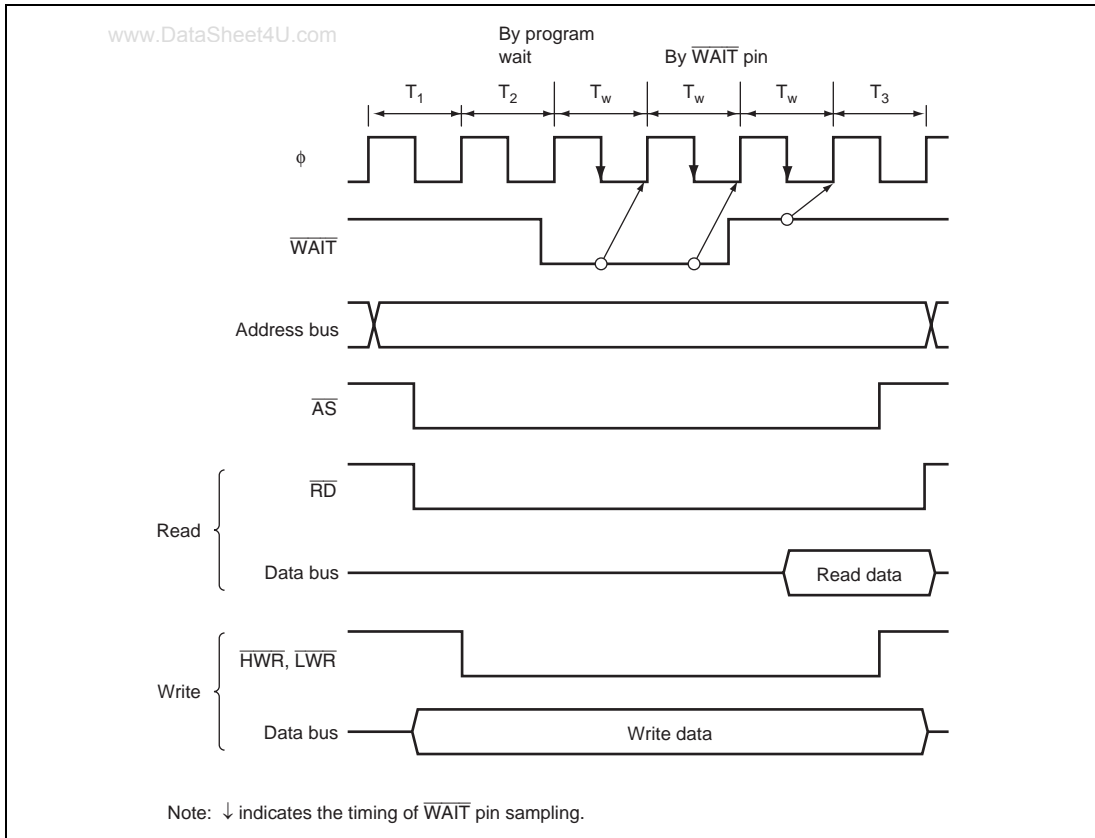 www.DataSheet4U.com
By program
wait
By WAIT pin
T1 T2 Tw Tw Tw T3
ϕ
WAIT
Address bus
AS
RD
Read
Data bus
Read data
HWR, LWR
Write
Data bus
Write data
Note: ↓ indicates the timing of WAIT pin sampling.